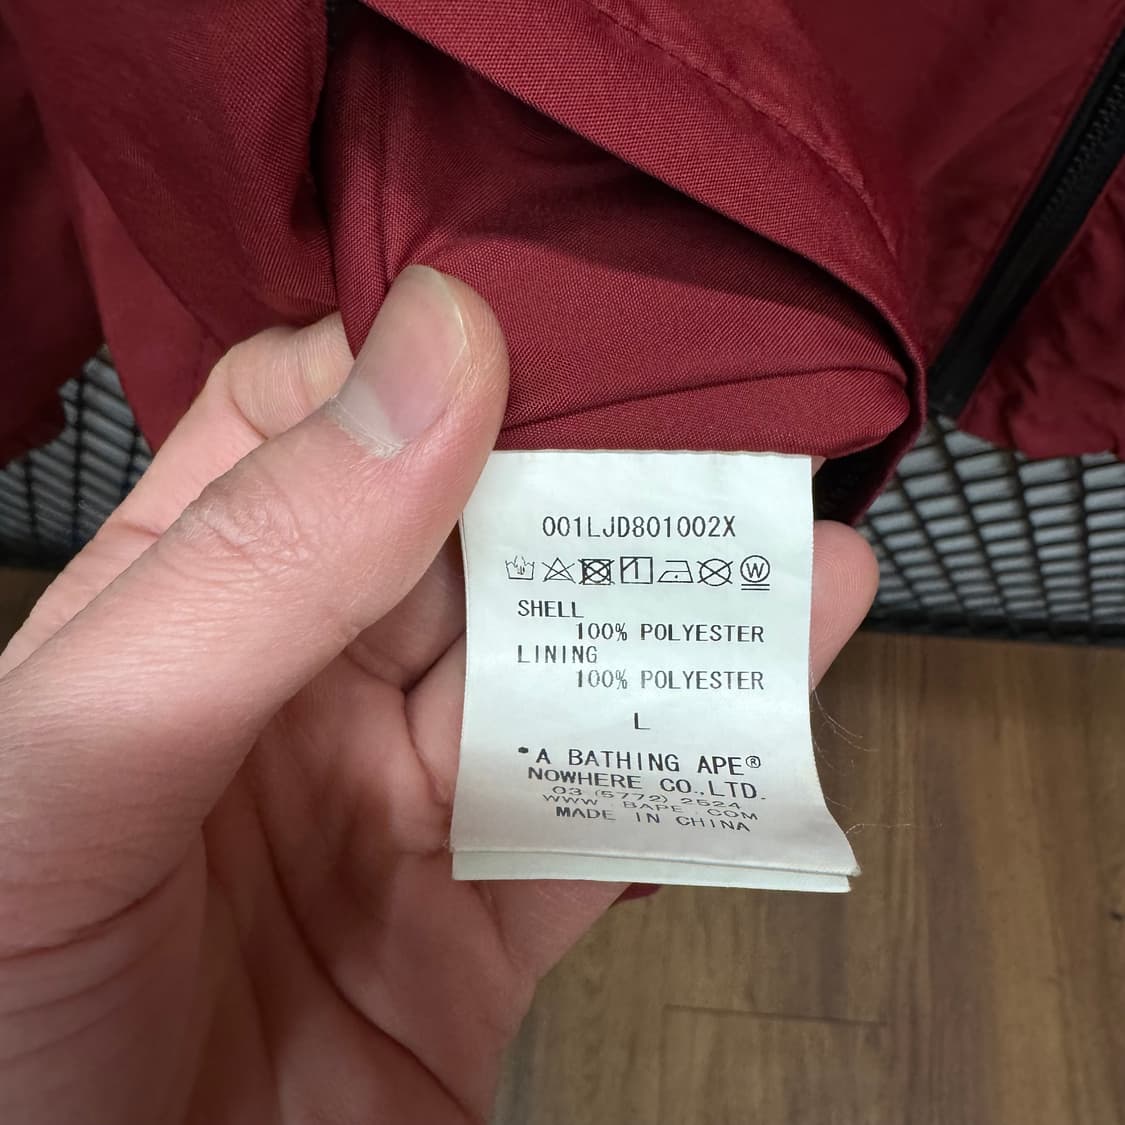 001LJD801002X
SHELL
100% POLYESTER
LINING
100% POLYESTER
L
"A BATHING APE®
NOWHERE CO.,LTD.
03 (5772) 2524
WWW . BAPE . COM
MADE IN CHINA